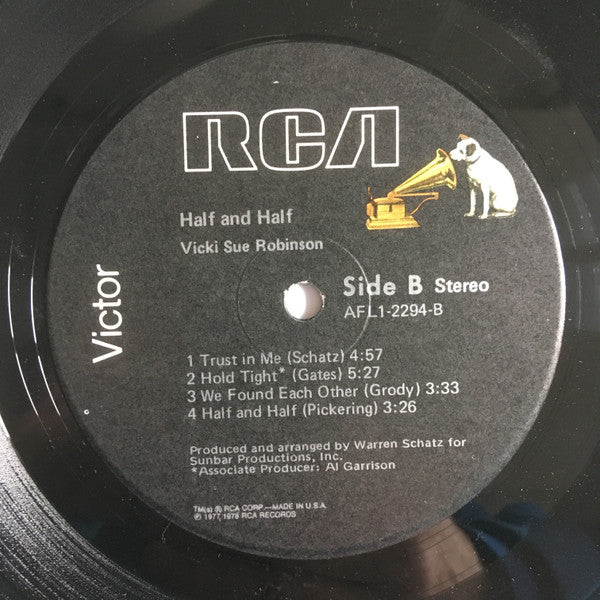 RCA
Half and Half
Vicki Sue Robinson
Victor
Side B Stereo
AFL1-2294-B
1 Trust in Me (Schatz) 4:57
2 Hold Tight* (Gates) 5:27
3 We Found Each Other (Grody) 3:33
4 Half and Half (Pickering) 3:26
Produced and arranged by Warren Schatz for
Sunbar Productions, Inc.
*Associate Producer: Al Garrison
TM(s) ® RCA CORP.—MADE IN U.S.A.
℗ 1977, 1978 RCA RECORDS